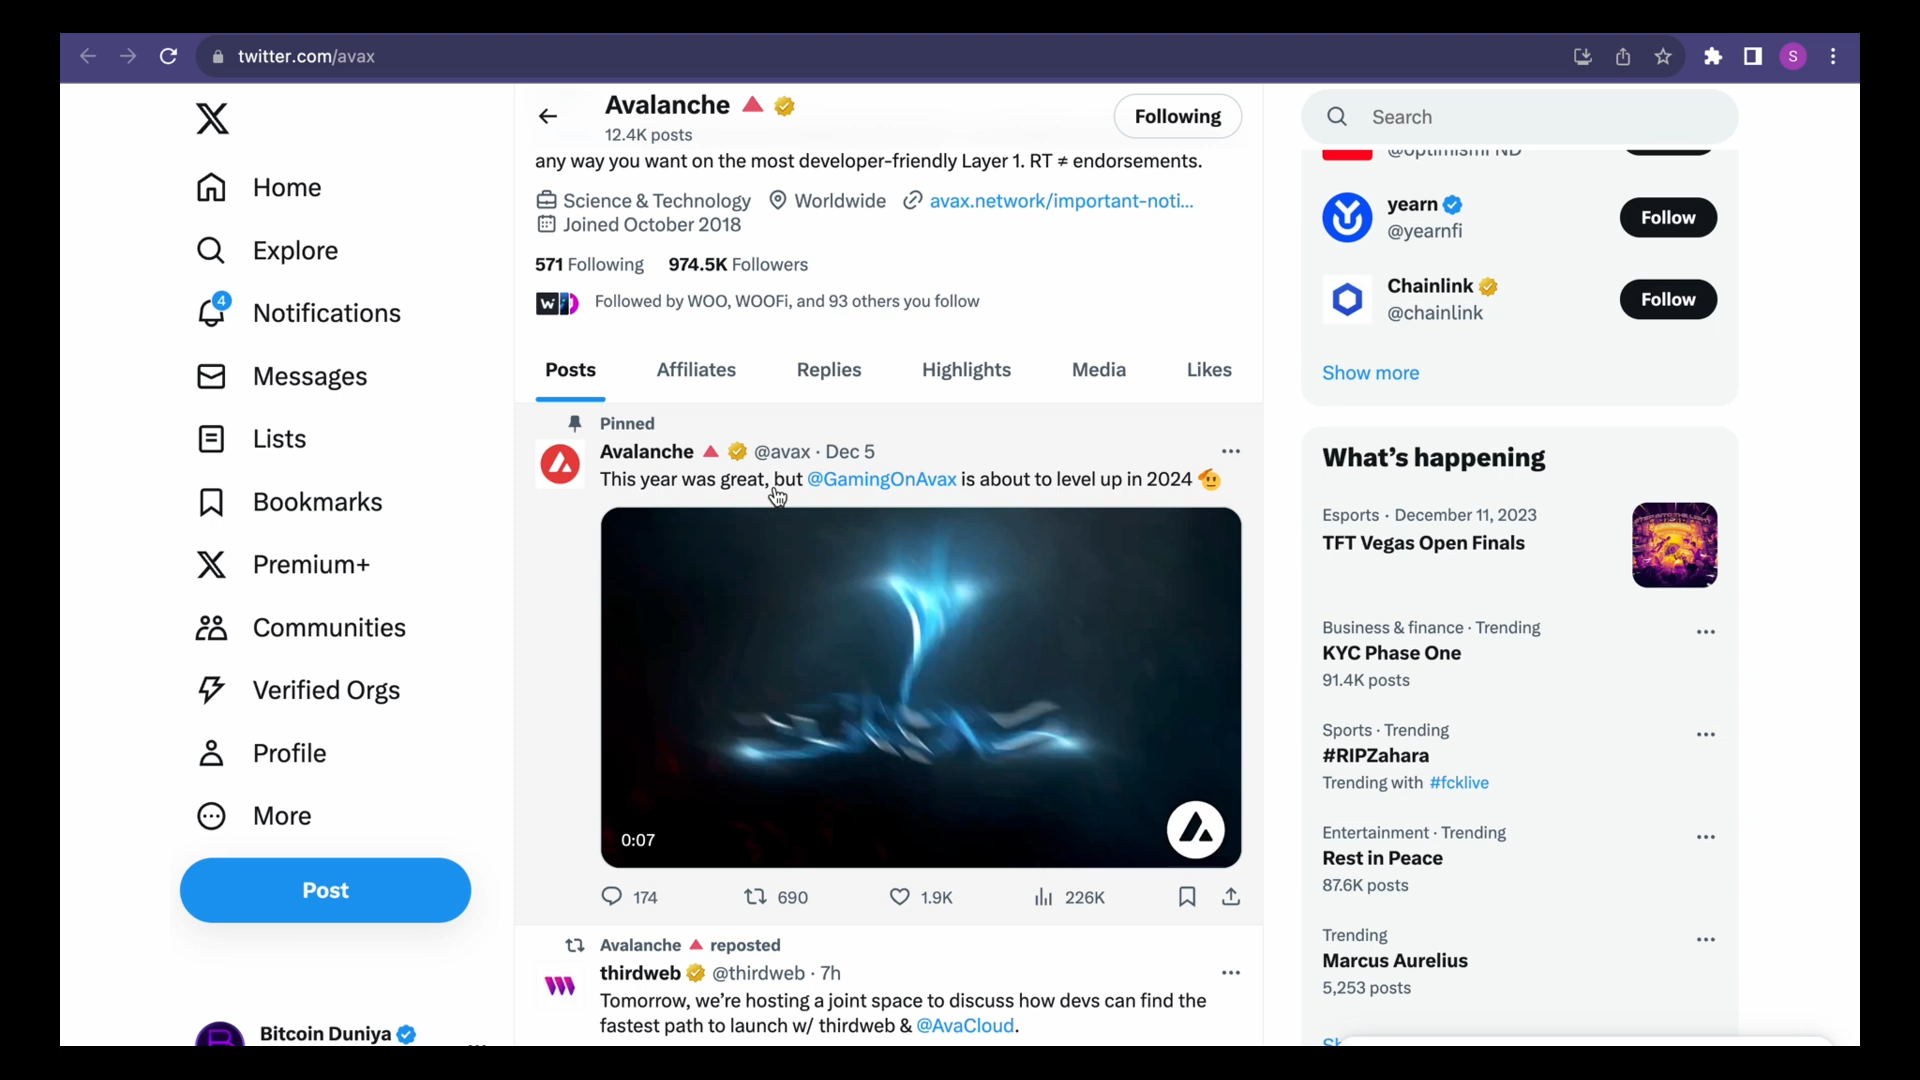 twitter.com/avax
S
Home
Explore
4
Notifications
Messages
Lists
Bookmarks
Premium+
Communities
Verified Orgs
Profile
More
Post
Bitcoin Duniya
Avalanche
12.4K posts
Following
any way you want on the most developer-friendly Layer 1. RT ≠ endorsements.
Science & Technology Worldwide avax.network/important-noti...
Joined October 2018
571 Following 974.5K Followers
Followed by WOO, WOOFi, and 93 others you follow
Posts Affiliates Replies Highlights Media Likes
Pinned
Avalanche @avax · Dec 5
This year was great, but @GamingOnAvax is about to level up in 2024
0:07
174 690 1.9K 226K
Avalanche reposted
thirdweb @thirdweb · 7h
Tomorrow, we're hosting a joint space to discuss how devs can find the
fastest path to launch w/ thirdweb & @AvaCloud.
Search
yearn
@yearnfi
Follow
Chainlink
@chainlink
Follow
Show more
What's happening
Esports · December 11, 2023
TFT Vegas Open Finals
Business & finance · Trending
KYC Phase One
91.4K posts
Sports · Trending
#RIPZahara
Trending with #fcklive
Entertainment · Trending
Rest in Peace
87.6K posts
Trending
Marcus Aurelius
5,253 posts